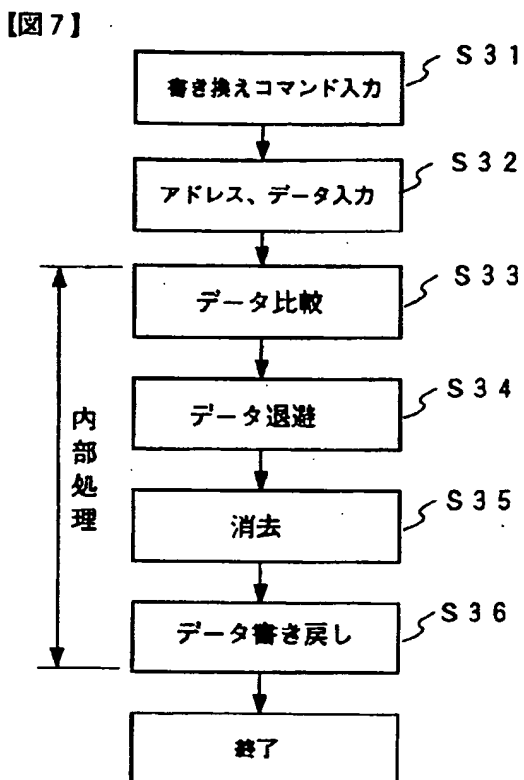 【図7】
S31
書き換えコマンド入力
S32
アドレス、データ入力
S33
データ比較
S34
データ退避
S35
消去
S36
データ書き戻し
終了
内部処理